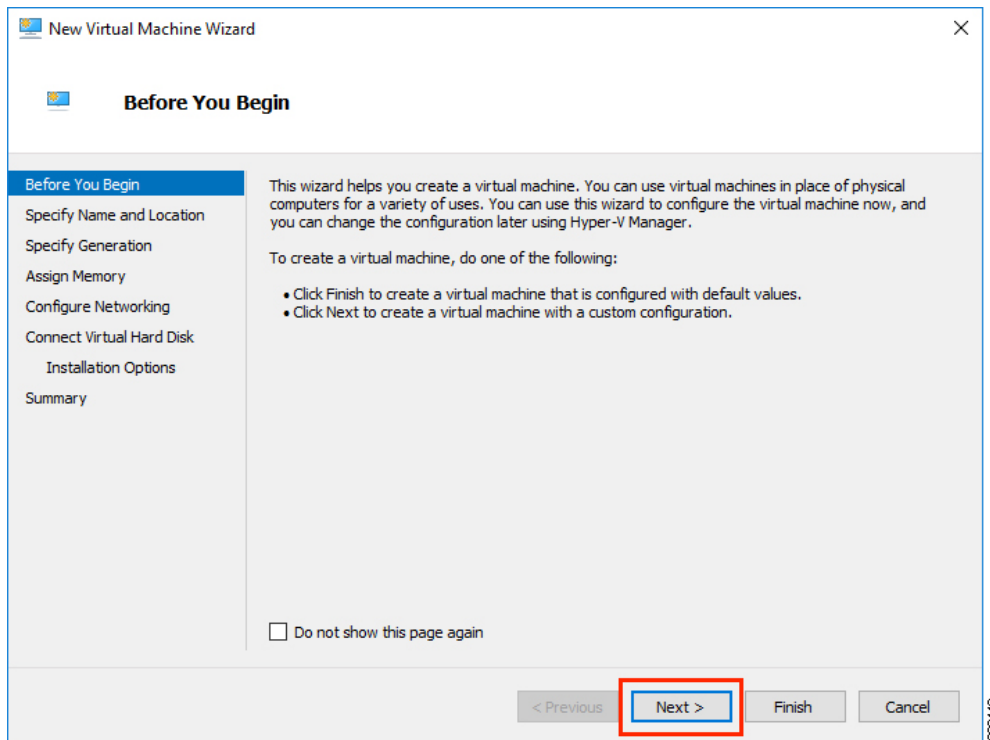 New Virtual Machine Wizard
Before You Begin
Before You Begin
Specify Name and Location
Specify Generation
Assign Memory
Configure Networking
Connect Virtual Hard Disk
Installation Options
Summary
This wizard helps you create a virtual machine. You can use virtual machines in place of physical
computers for a variety of uses. You can use this wizard to configure the virtual machine now, and
you can change the configuration later using Hyper-V Manager.
To create a virtual machine, do one of the following:
• Click Finish to create a virtual machine that is configured with default values.
• Click Next to create a virtual machine with a custom configuration.
Do not show this page again
< Previous
Next >
Finish
Cancel